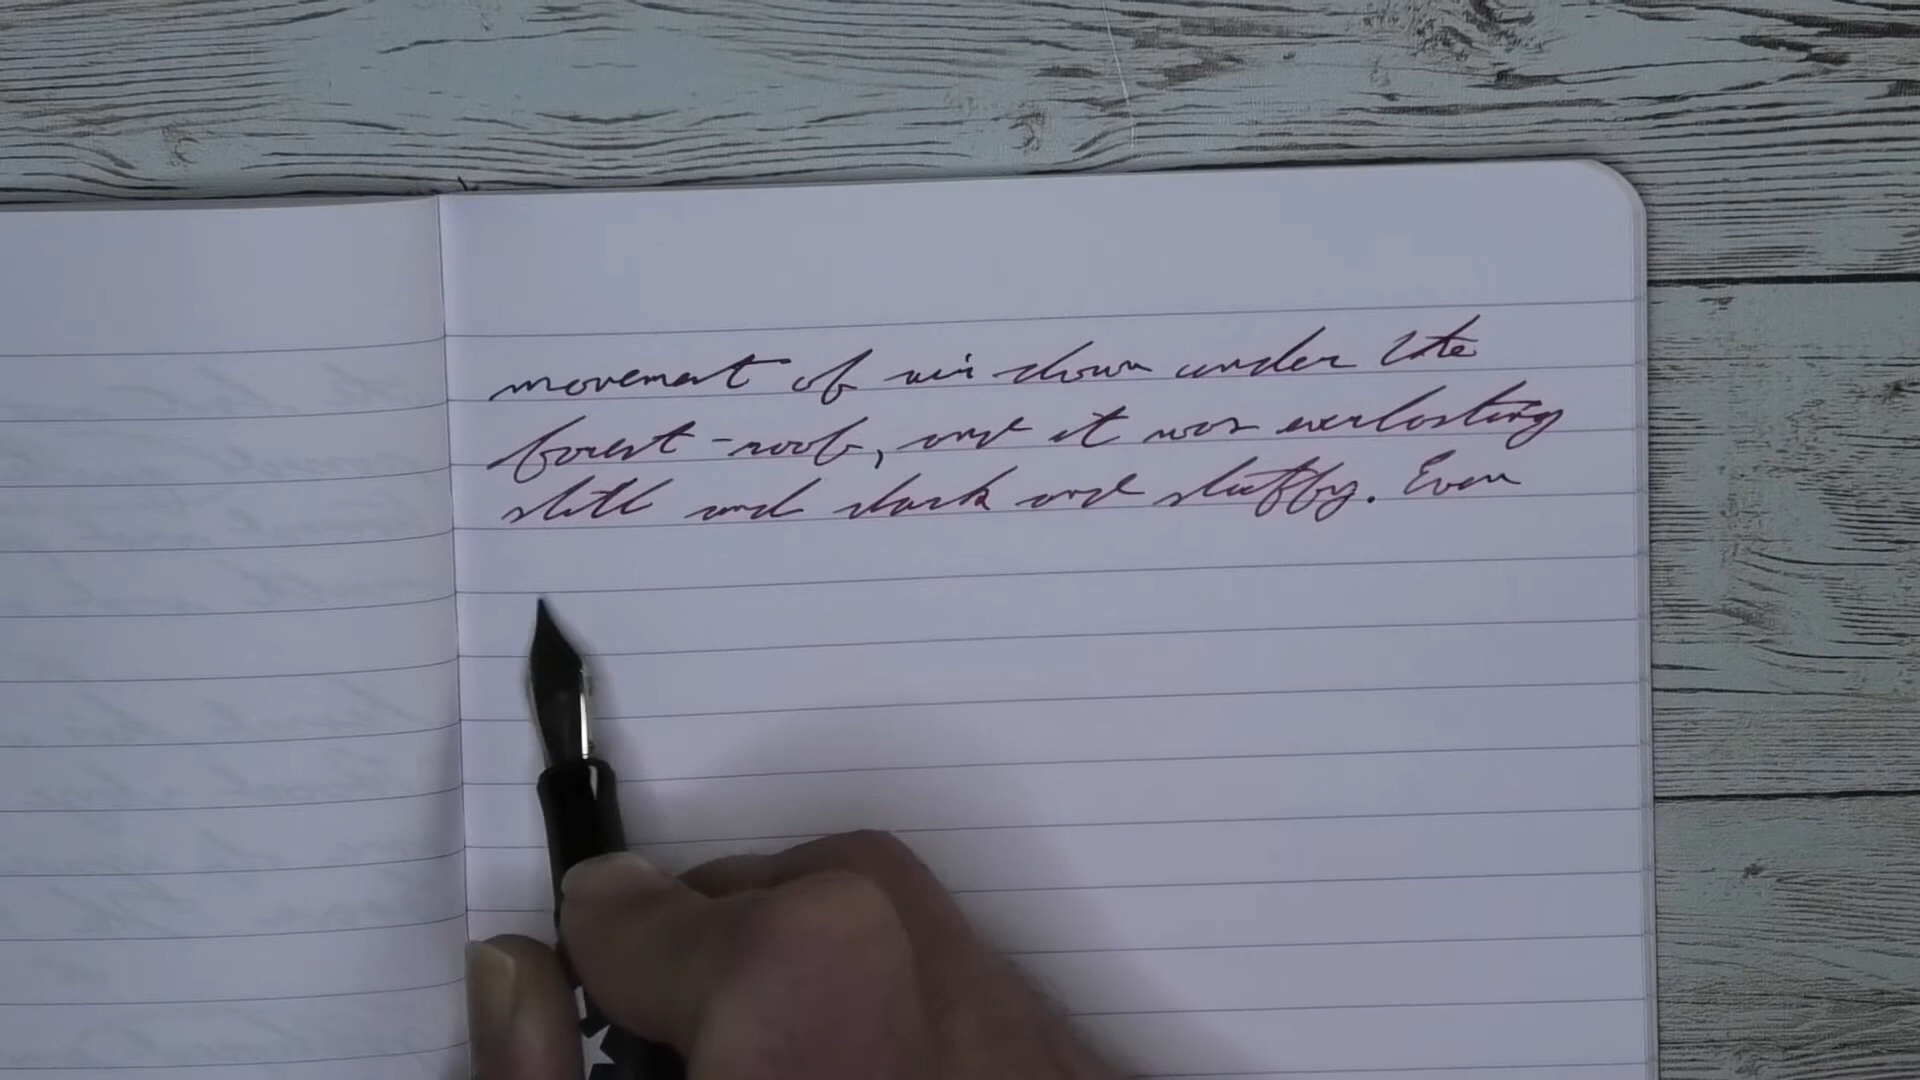 movement of air down under the
forest-roof, and it was everlasting
still and dark and stuffy. Even